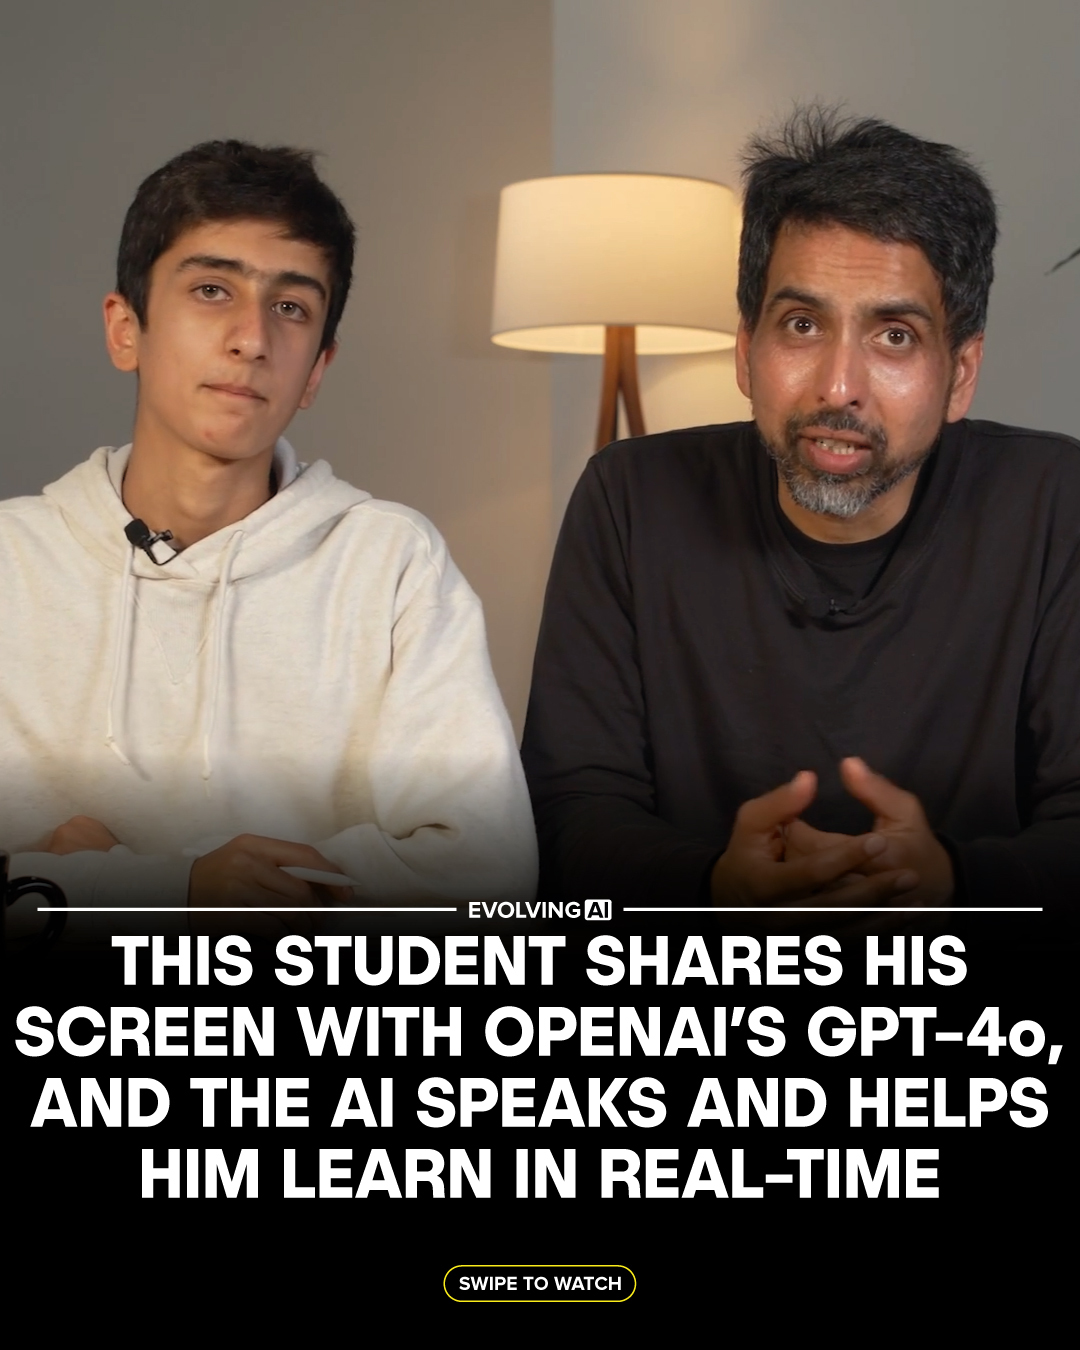 EVOLVING AI
THIS STUDENT SHARES HIS
SCREEN WITH OPENAI'S GPT-4o,
AND THE AI SPEAKS AND HELPS
HIM LEARN IN REAL-TIME
SWIPE TO WATCH